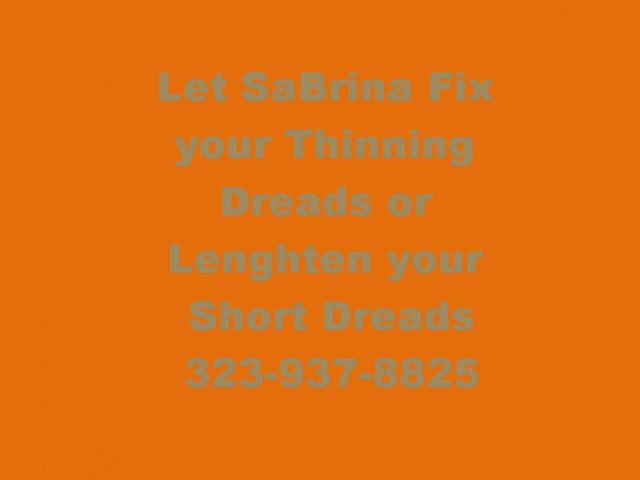 Let SaBrina Fix
your Thinning
Dreads or
Lenghten your
Short Dreads
323-937-8825